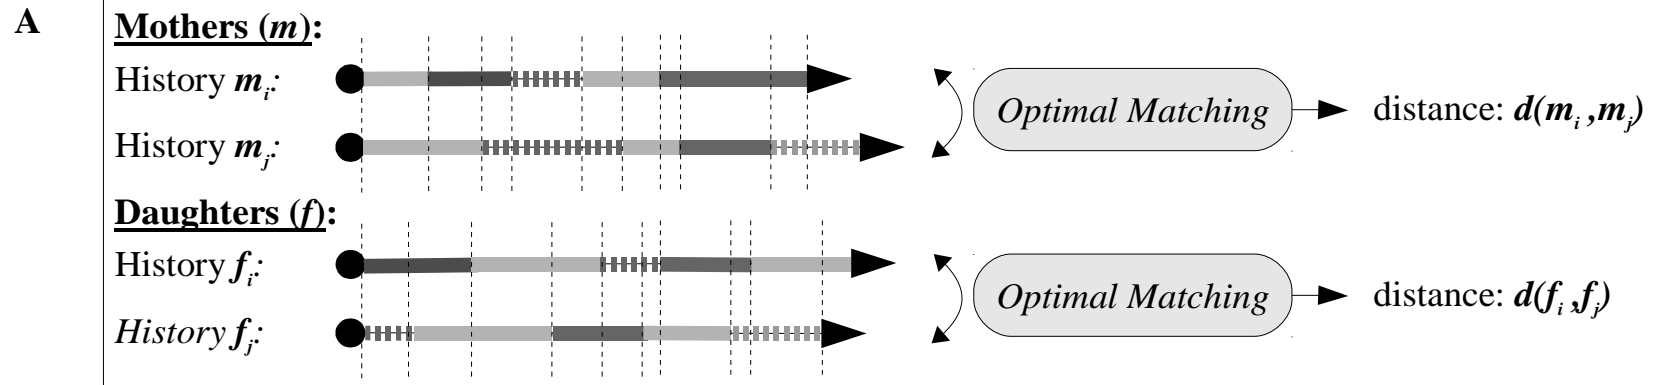 A
Mothers (m):
History mi:
Optimal Matching
distance: d(mi ,mj)
History mj:
Daughters (f):
History fi:
Optimal Matching
distance: d(fi ,fj)
History fj: